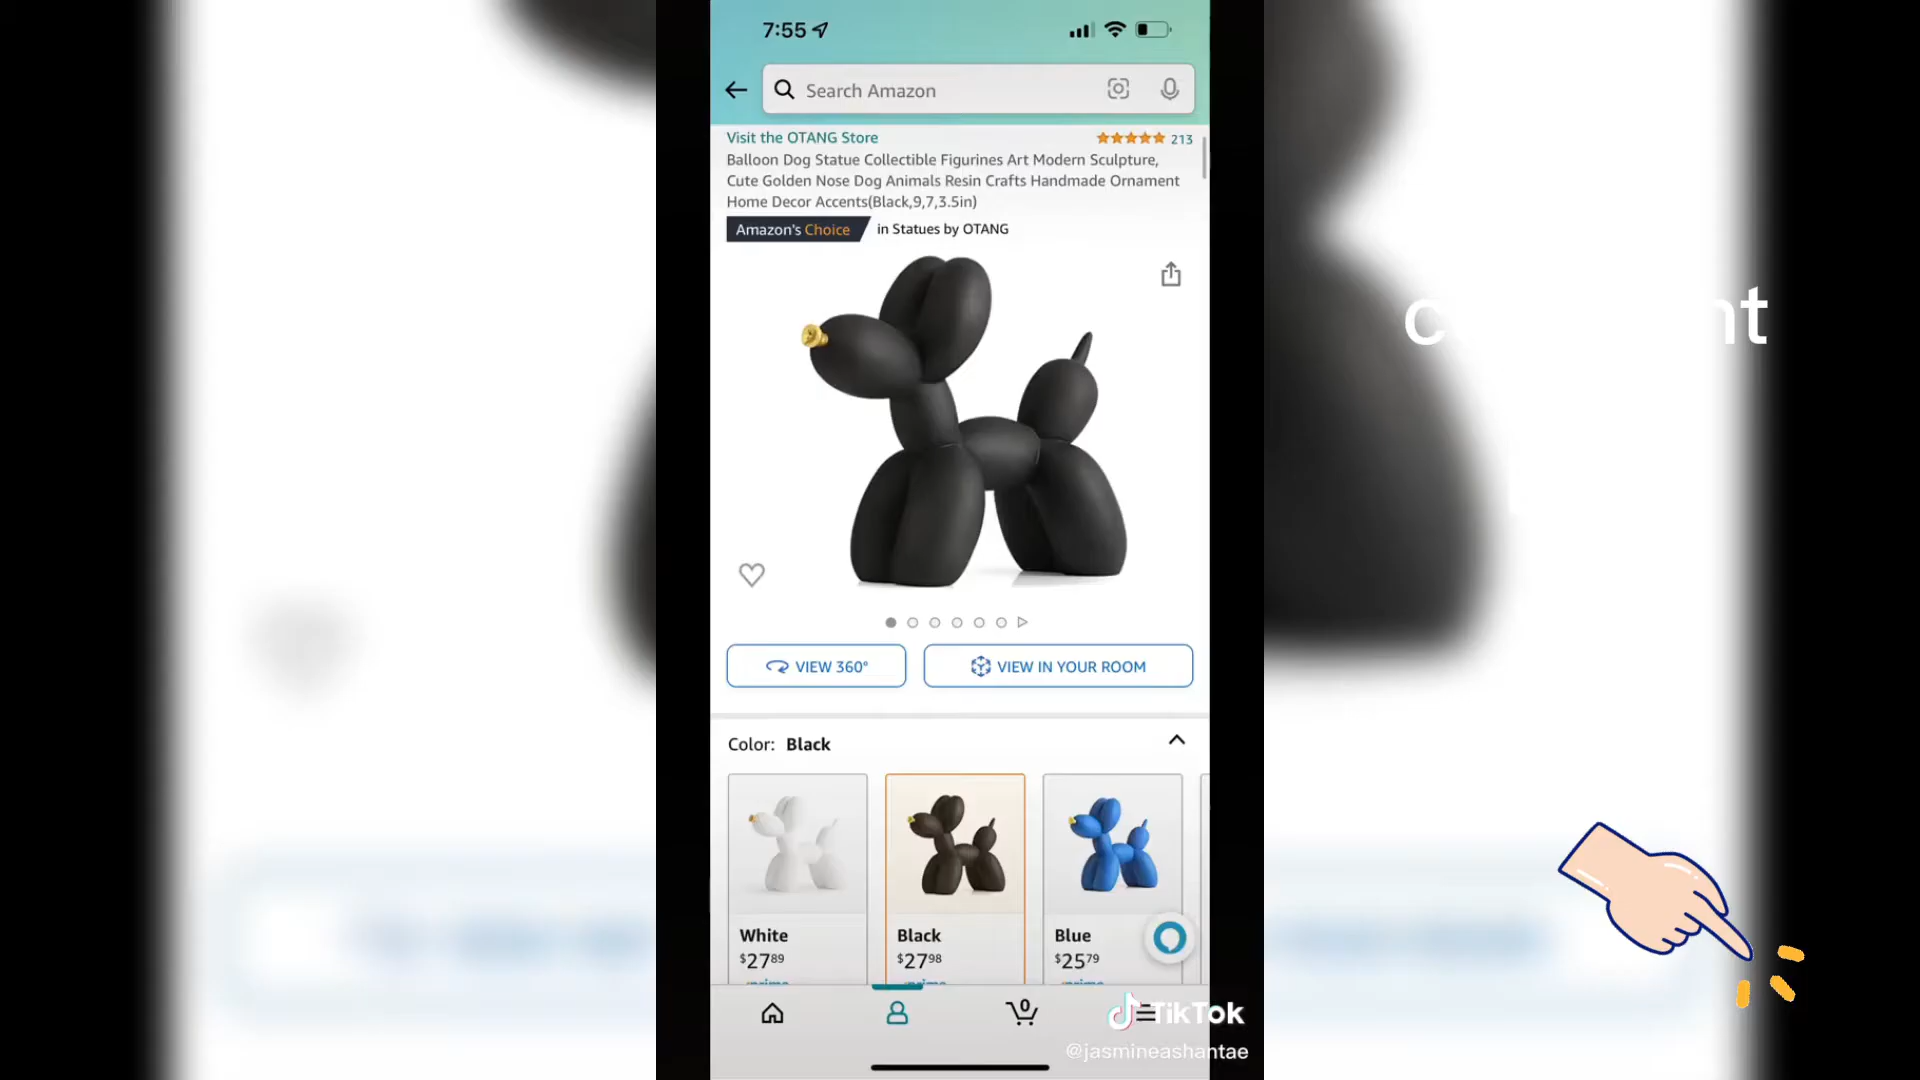 7:55
Search Amazon
Visit the OTANG Store
213
Balloon Dog Statue Collectible Figurines Art Modern Sculpture,
Cute Golden Nose Dog Animals Resin Crafts Handmade Ornament
Home Decor Accents(Black,9,7,3.5in)
Amazon's Choice in Statues by OTANG
VIEW 360°
VIEW IN YOUR ROOM
Color: Black
White
$27 89
Black
$27 98
Blue
$25 79
0
TikTok
@jasmineashantae